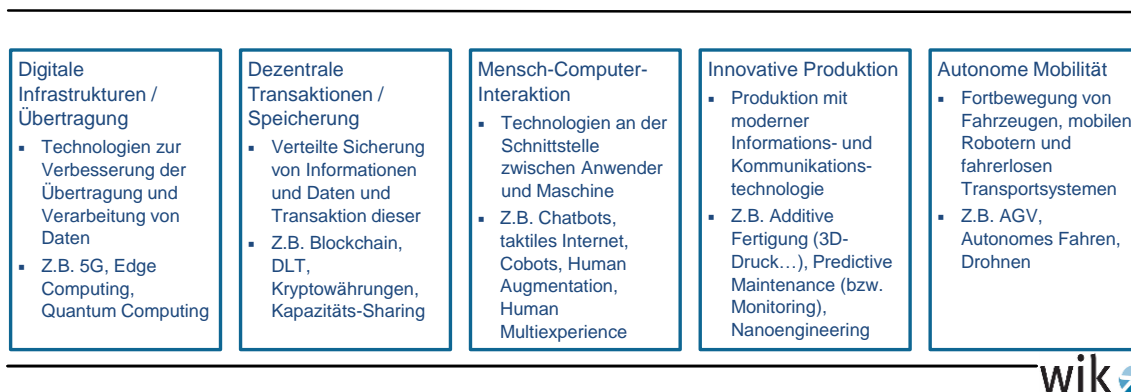 Digitale
Infrastrukturen /
Übertragung
▪ Technologien zur
Verbesserung der
Übertragung und
Verarbeitung von
Daten
▪ Z.B. 5G, Edge
Computing,
Quantum Computing
Dezentrale
Transaktionen /
Speicherung
▪ Verteilte Sicherung
von Informationen
und Daten und
Transaktion dieser
▪ Z.B. Blockchain,
DLT,
Kryptowährungen,
Kapazitäts-Sharing
Mensch-Computer-
Interaktion
▪ Technologien an der
Schnittstelle
zwischen Anwender
und Maschine
▪ Z.B. Chatbots,
taktiles Internet,
Cobots, Human
Augmentation,
Human
Multiexperience
Innovative Produktion
▪ Produktion mit
moderner
Informations- und
Kommunikations-
technologie
▪ Z.B. Additive
Fertigung (3D-
Druck…), Predictive
Maintenance (bzw.
Monitoring),
Nanoengineering
Autonome Mobilität
▪ Fortbewegung von
Fahrzeugen, mobilen
Robotern und
fahrerlosen
Transportsystemen
▪ Z.B. AGV,
Autonomes Fahren,
Drohnen
wik